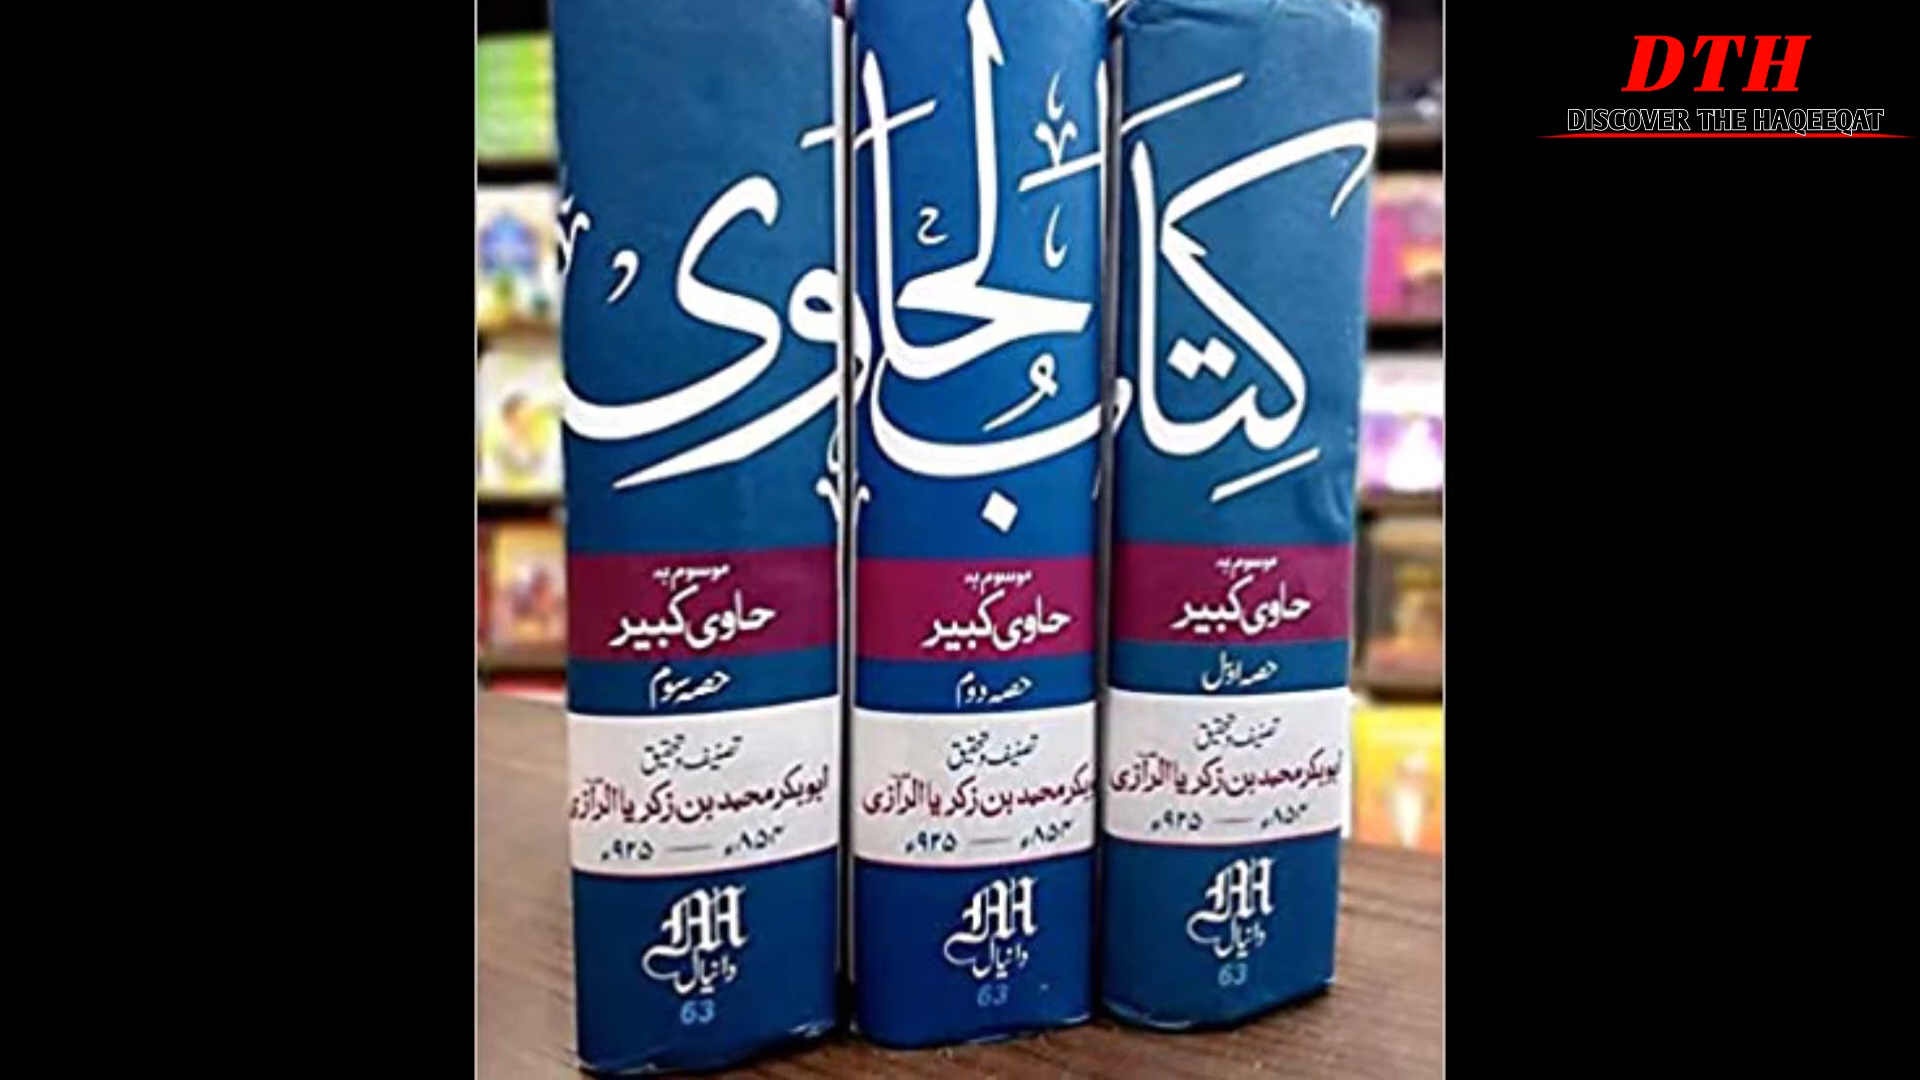 DTH
DISCOVER THE HAQEEQAT
کتابُ الحاوی
موسوم بہ
حاوی کبیر
حصہ اوّل
تصنیف و تحقیق
ابوبکر محمد بن زکریا الرازی
۸۵۴ء — ۹۲۵ء
دانیال
63
موسوم بہ
حاوی کبیر
حصہ دوم
تصنیف و تحقیق
ابوبکر محمد بن زکریا الرازی
۸۵۴ء — ۹۲۵ء
دانیال
63
موسوم بہ
حاوی کبیر
حصہ سوم
تصنیف و تحقیق
ابوبکر محمد بن زکریا الرازی
۸۵۴ء — ۹۲۵ء
دانیال
63